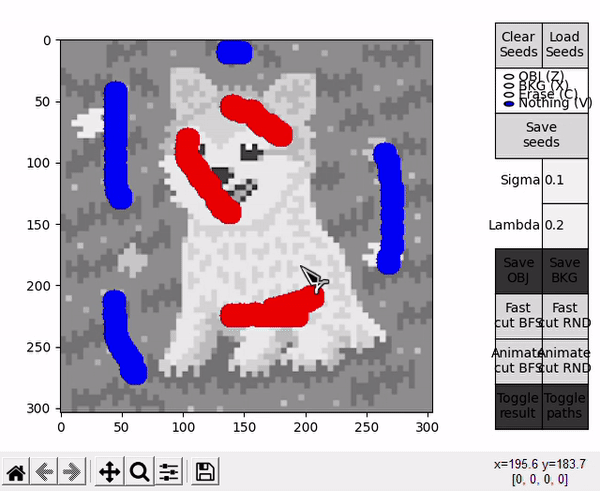 Clear Seeds
Load Seeds
OBJ (Z)
BKG (X)
Erase (C)
Nothing (V)
Save seeds
Sigma 0.1
Lambda 0.2
Save OBJ
Save BKG
Fast cut BFS
Fast cut RND
Animate cut BFS
Animate cut RND
Toggle result
Toggle paths
0
50
100
150
200
250
300
0 50 100 150 200 250 300
x=195.6 y=183.7
[0, 0, 0, 0]